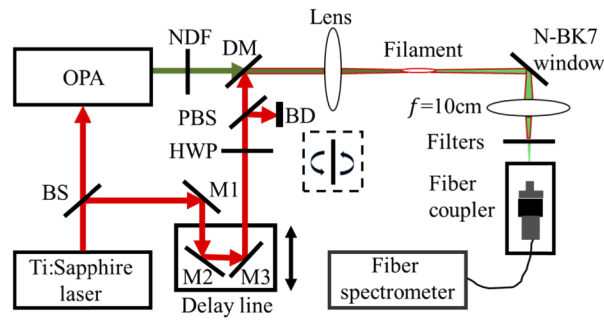 Lens
NDF
DM
Filament
N-BK7
window
OPA
PBS
BD
f=10cm
HWP
Filters
BS
M1
Fiber
coupler
Ti:Sapphire
laser
M2
M3
Delay line
Fiber
spectrometer